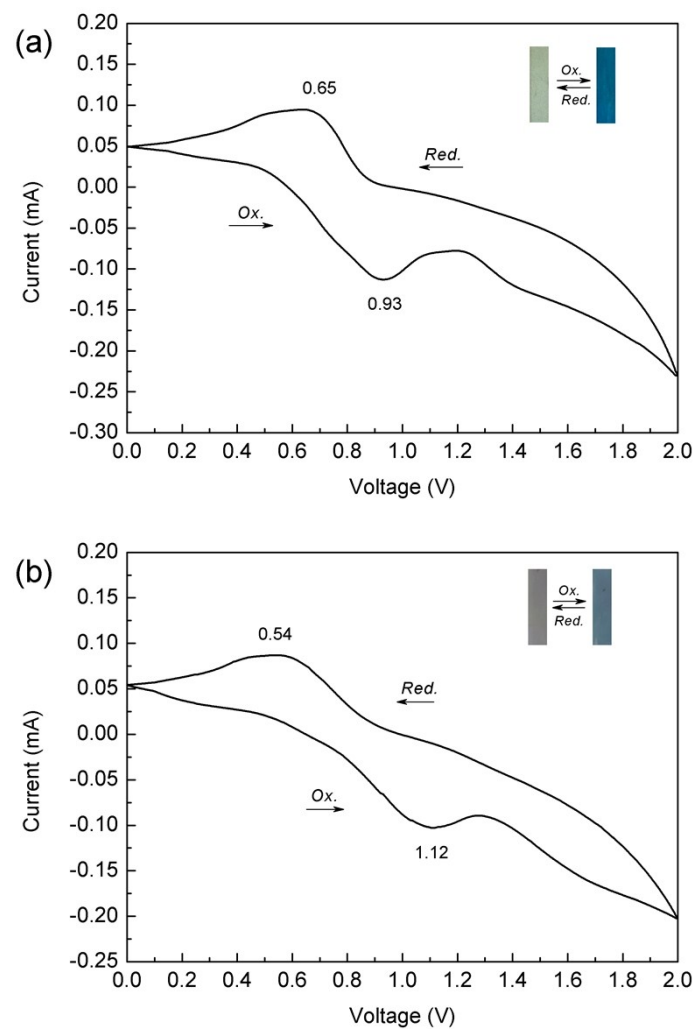 (a)
0.20
0.15
0.10
0.05
0.00
-0.05
-0.10
-0.15
-0.20
-0.25
-0.30
Current (mA)
0.65
Ox.
Red.
Red.
Ox.
0.93
0.0 0.2 0.4 0.6 0.8 1.0 1.2 1.4 1.6 1.8 2.0
Voltage (V)
(b)
0.20
0.15
0.10
0.05
0.00
-0.05
-0.10
-0.15
-0.20
-0.25
Current (mA)
0.54
Ox.
Red.
Red.
Ox.
1.12
0.0 0.2 0.4 0.6 0.8 1.0 1.2 1.4 1.6 1.8 2.0
Voltage (V)